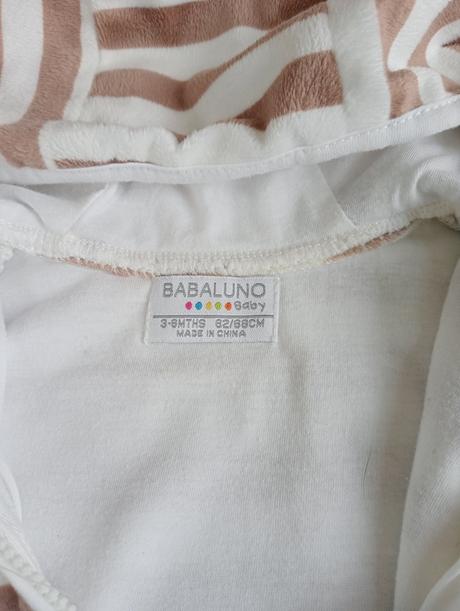 BABALUNO
Baby
3-6MTHS 62/68CM
MADE IN CHINA